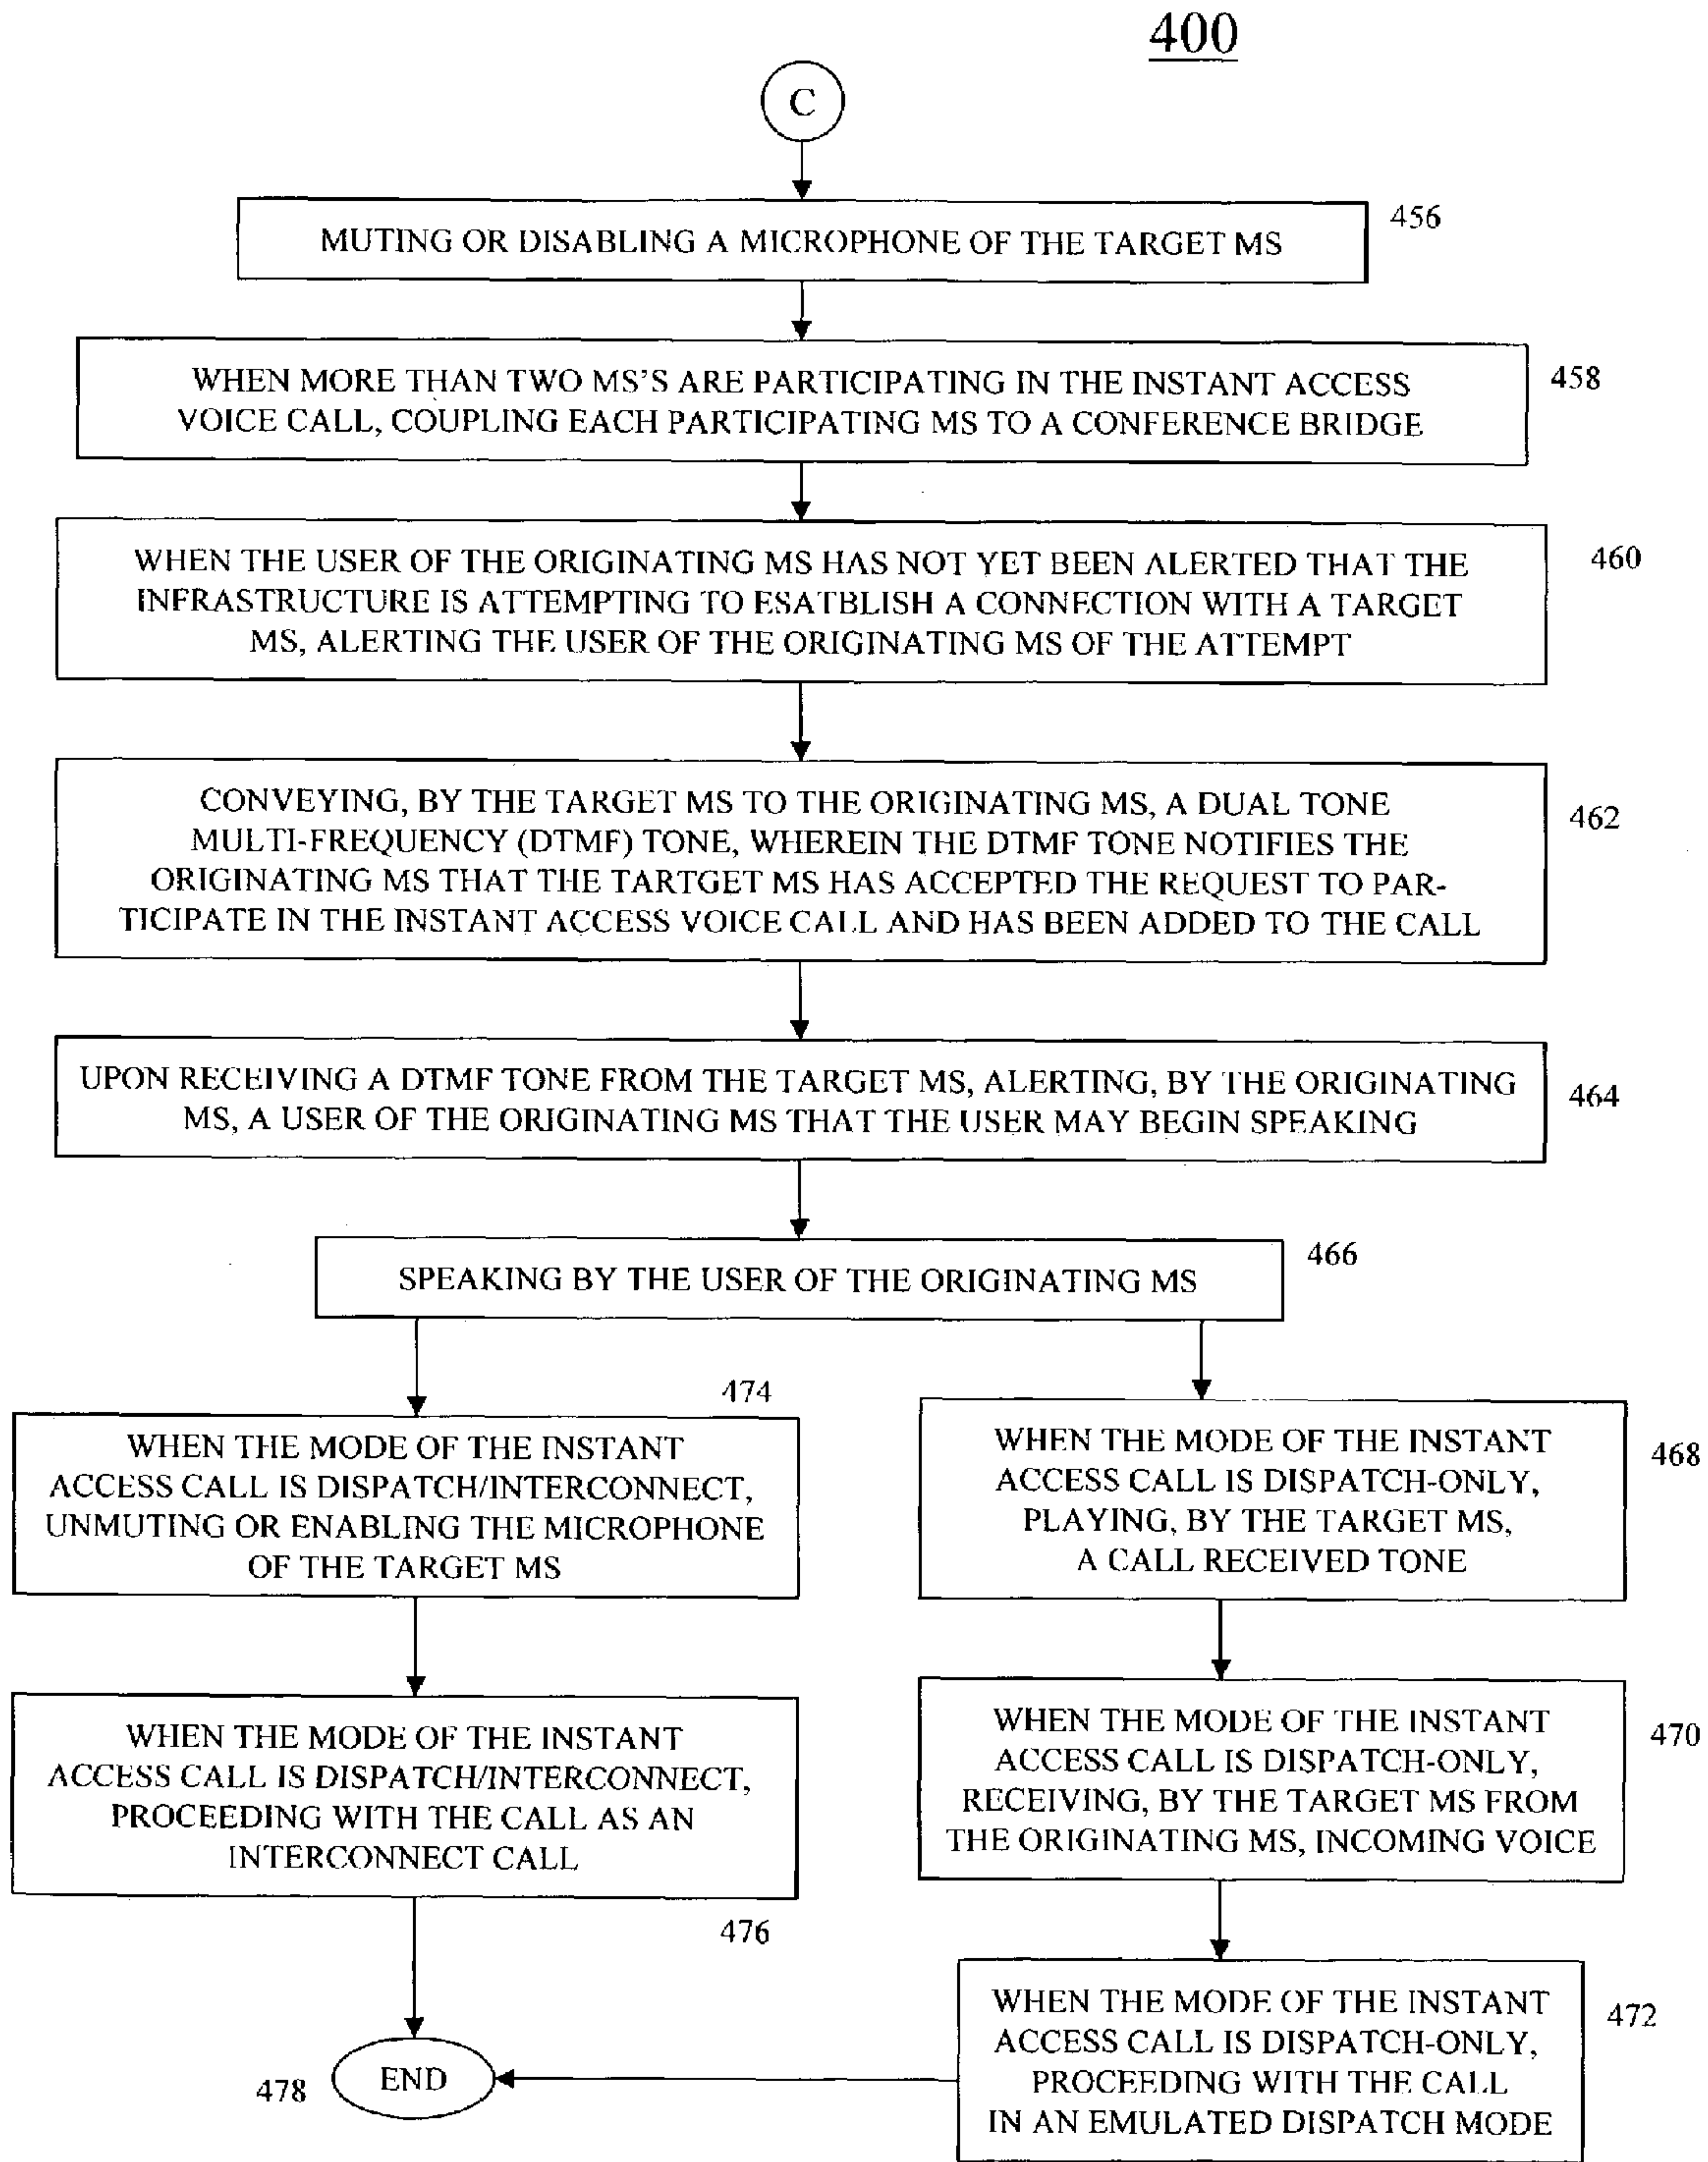 400
C
MUTING OR DISABLING A MICROPHONE OF THE TARGET MS
456
WHEN MORE THAN TWO MS'S ARE PARTICIPATING IN THE INSTANT ACCESS
VOICE CALL, COUPLING EACH PARTICIPATING MS TO A CONFERENCE BRIDGE
458
WHEN THE USER OF THE ORIGINATING MS HAS NOT YET BEEN ALERTED THAT THE
INFRASTRUCTURE IS ATTEMPTING TO ESATBLISH A CONNECTION WITH A TARGET
MS, ALERTING THE USER OF THE ORIGINATING MS OF THE ATTEMPT
460
CONVEYING, BY THE TARGET MS TO THE ORIGINATING MS, A DUAL TONE
MULTI-FREQUENCY (DTMF) TONE, WHEREIN THE DTMF TONE NOTIFIES THE
ORIGINATING MS THAT THE TARTGET MS HAS ACCEPTED THE REQUEST TO PAR-
TICIPATE IN THE INSTANT ACCESS VOICE CALL AND HAS BEEN ADDED TO THE CALL
462
UPON RECEIVING A DTMF TONE FROM THE TARGET MS, ALERTING, BY THE ORIGINATING
MS, A USER OF THE ORIGINATING MS THAT THE USER MAY BEGIN SPEAKING
464
SPEAKING BY THE USER OF THE ORIGINATING MS
466
474
WHEN THE MODE OF THE INSTANT
ACCESS CALL IS DISPATCH/INTERCONNECT,
UNMUTING OR ENABLING THE MICROPHONE
OF THE TARGET MS
WHEN THE MODE OF THE INSTANT
ACCESS CALL IS DISPATCH-ONLY,
PLAYING, BY THE TARGET MS,
A CALL RECEIVED TONE
468
WHEN THE MODE OF THE INSTANT
ACCESS CALL IS DISPATCH/INTERCONNECT,
PROCEEDING WITH THE CALL AS AN
INTERCONNECT CALL
476
WHEN THE MODE OF THE INSTANT
ACCESS CALL IS DISPATCH-ONLY,
RECEIVING, BY THE TARGET MS FROM
THE ORIGINATING MS, INCOMING VOICE
470
WHEN THE MODE OF THE INSTANT
ACCESS CALL IS DISPATCH-ONLY,
PROCEEDING WITH THE CALL
IN AN EMULATED DISPATCH MODE
472
END
478